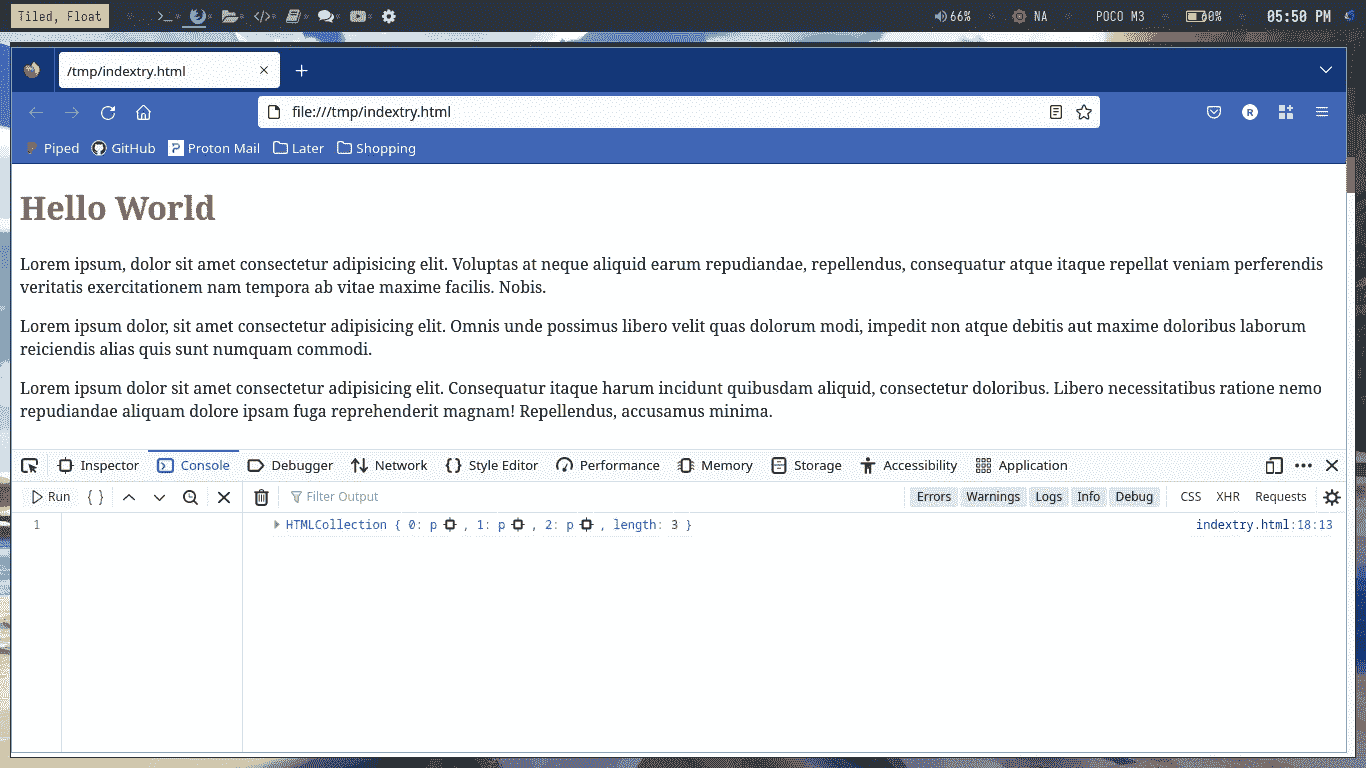 Tiled, Float
66%
NA
POCO M3
05:50 PM
/tmp/indextry.html
file:///tmp/indextry.html
R
Piped GitHub Proton Mail Later Shopping
Hello World
Lorem ipsum, dolor sit amet consectetur adipisicing elit. Voluptas at neque aliquid earum repudiandae, repellendus, consequatur atque itaque repellat veniam perferendis
veritatis exercitationem nam tempora ab vitae maxime facilis. Nobis.
Lorem ipsum dolor, sit amet consectetur adipisicing elit. Omnis unde possimus libero velit quas dolorum modi, impedit non atque debitis aut maxime doloribus laborum
reiciendis alias quis sunt numquam commodi.
Lorem ipsum dolor sit amet consectetur adipisicing elit. Consequatur itaque harum incidunt quibusdam aliquid, consectetur doloribus. Libero necessitatibus ratione nemo
repudiandae aliquam dolore ipsam fuga reprehenderit magnam! Repellendus, accusamus minima.
Inspector Console Debugger Network Style Editor Performance Memory Storage Accessibility Application
Run Filter Output Errors Warnings Logs Info Debug CSS XHR Requests
1 HTMLCollection { 0: p , 1: p , 2: p , length: 3 } indextry.html:18:13